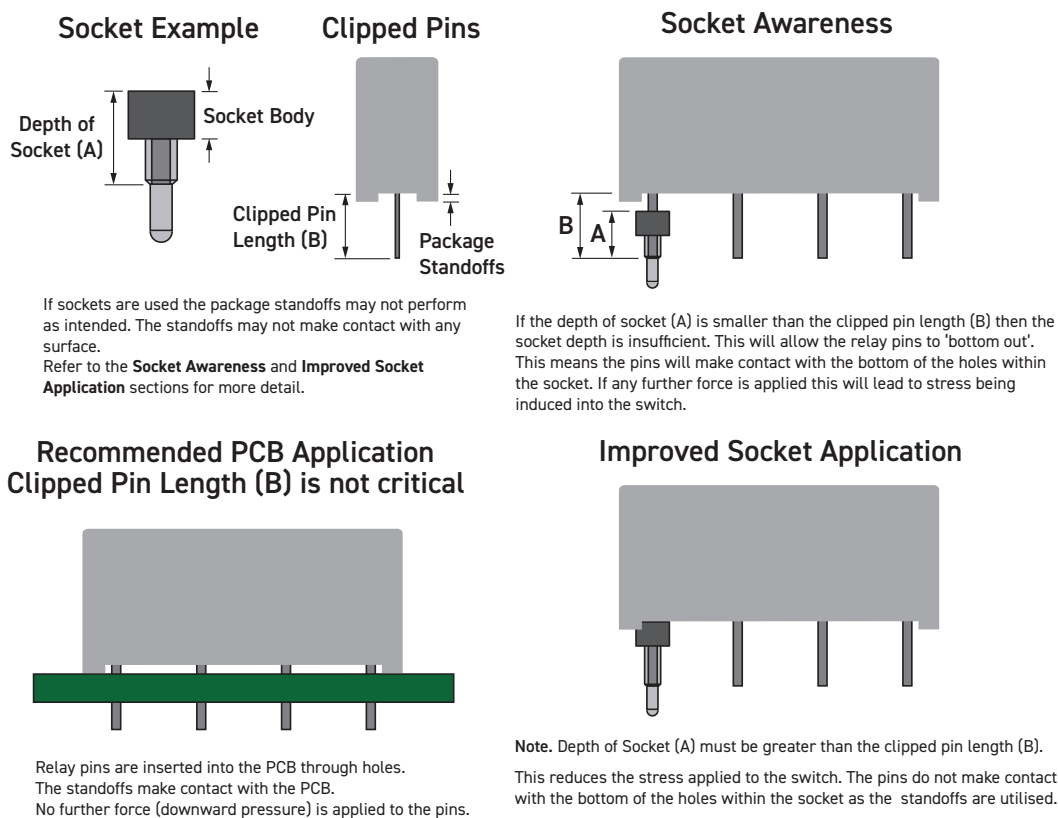 Socket Example
Depth of
Socket (A)
Socket Body
Clipped Pins
Clipped Pin
Length (B)
Package
Standoffs
If sockets are used the package standoffs may not perform
as intended. The standoffs may not make contact with any
surface.
Refer to the Socket Awareness and Improved Socket
Application sections for more detail.
Socket Awareness
B
A
If the depth of socket (A) is smaller than the clipped pin length (B) then the
socket depth is insufficient. This will allow the relay pins to 'bottom out'.
This means the pins will make contact with the bottom of the holes within
the socket. If any further force is applied this will lead to stress being
induced into the switch.
Recommended PCB Application
Clipped Pin Length (B) is not critical
Relay pins are inserted into the PCB through holes.
The standoffs make contact with the PCB.
No further force (downward pressure) is applied to the pins.
Improved Socket Application
Note. Depth of Socket (A) must be greater than the clipped pin length (B).
This reduces the stress applied to the switch. The pins do not make contact
with the bottom of the holes within the socket as the standoffs are utilised.